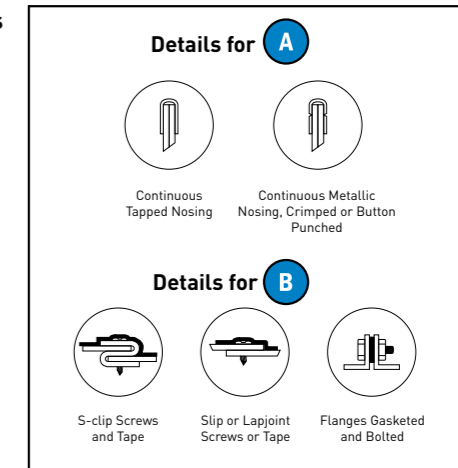 s
Details for A
Continuous
Tapped Nosing
Continuous Metallic
Nosing, Crimped or Button
Punched
Details for B
S-clip Screws
and Tape
Slip or Lapjoint
Screws or Tape
Flanges Gasketed
and Bolted